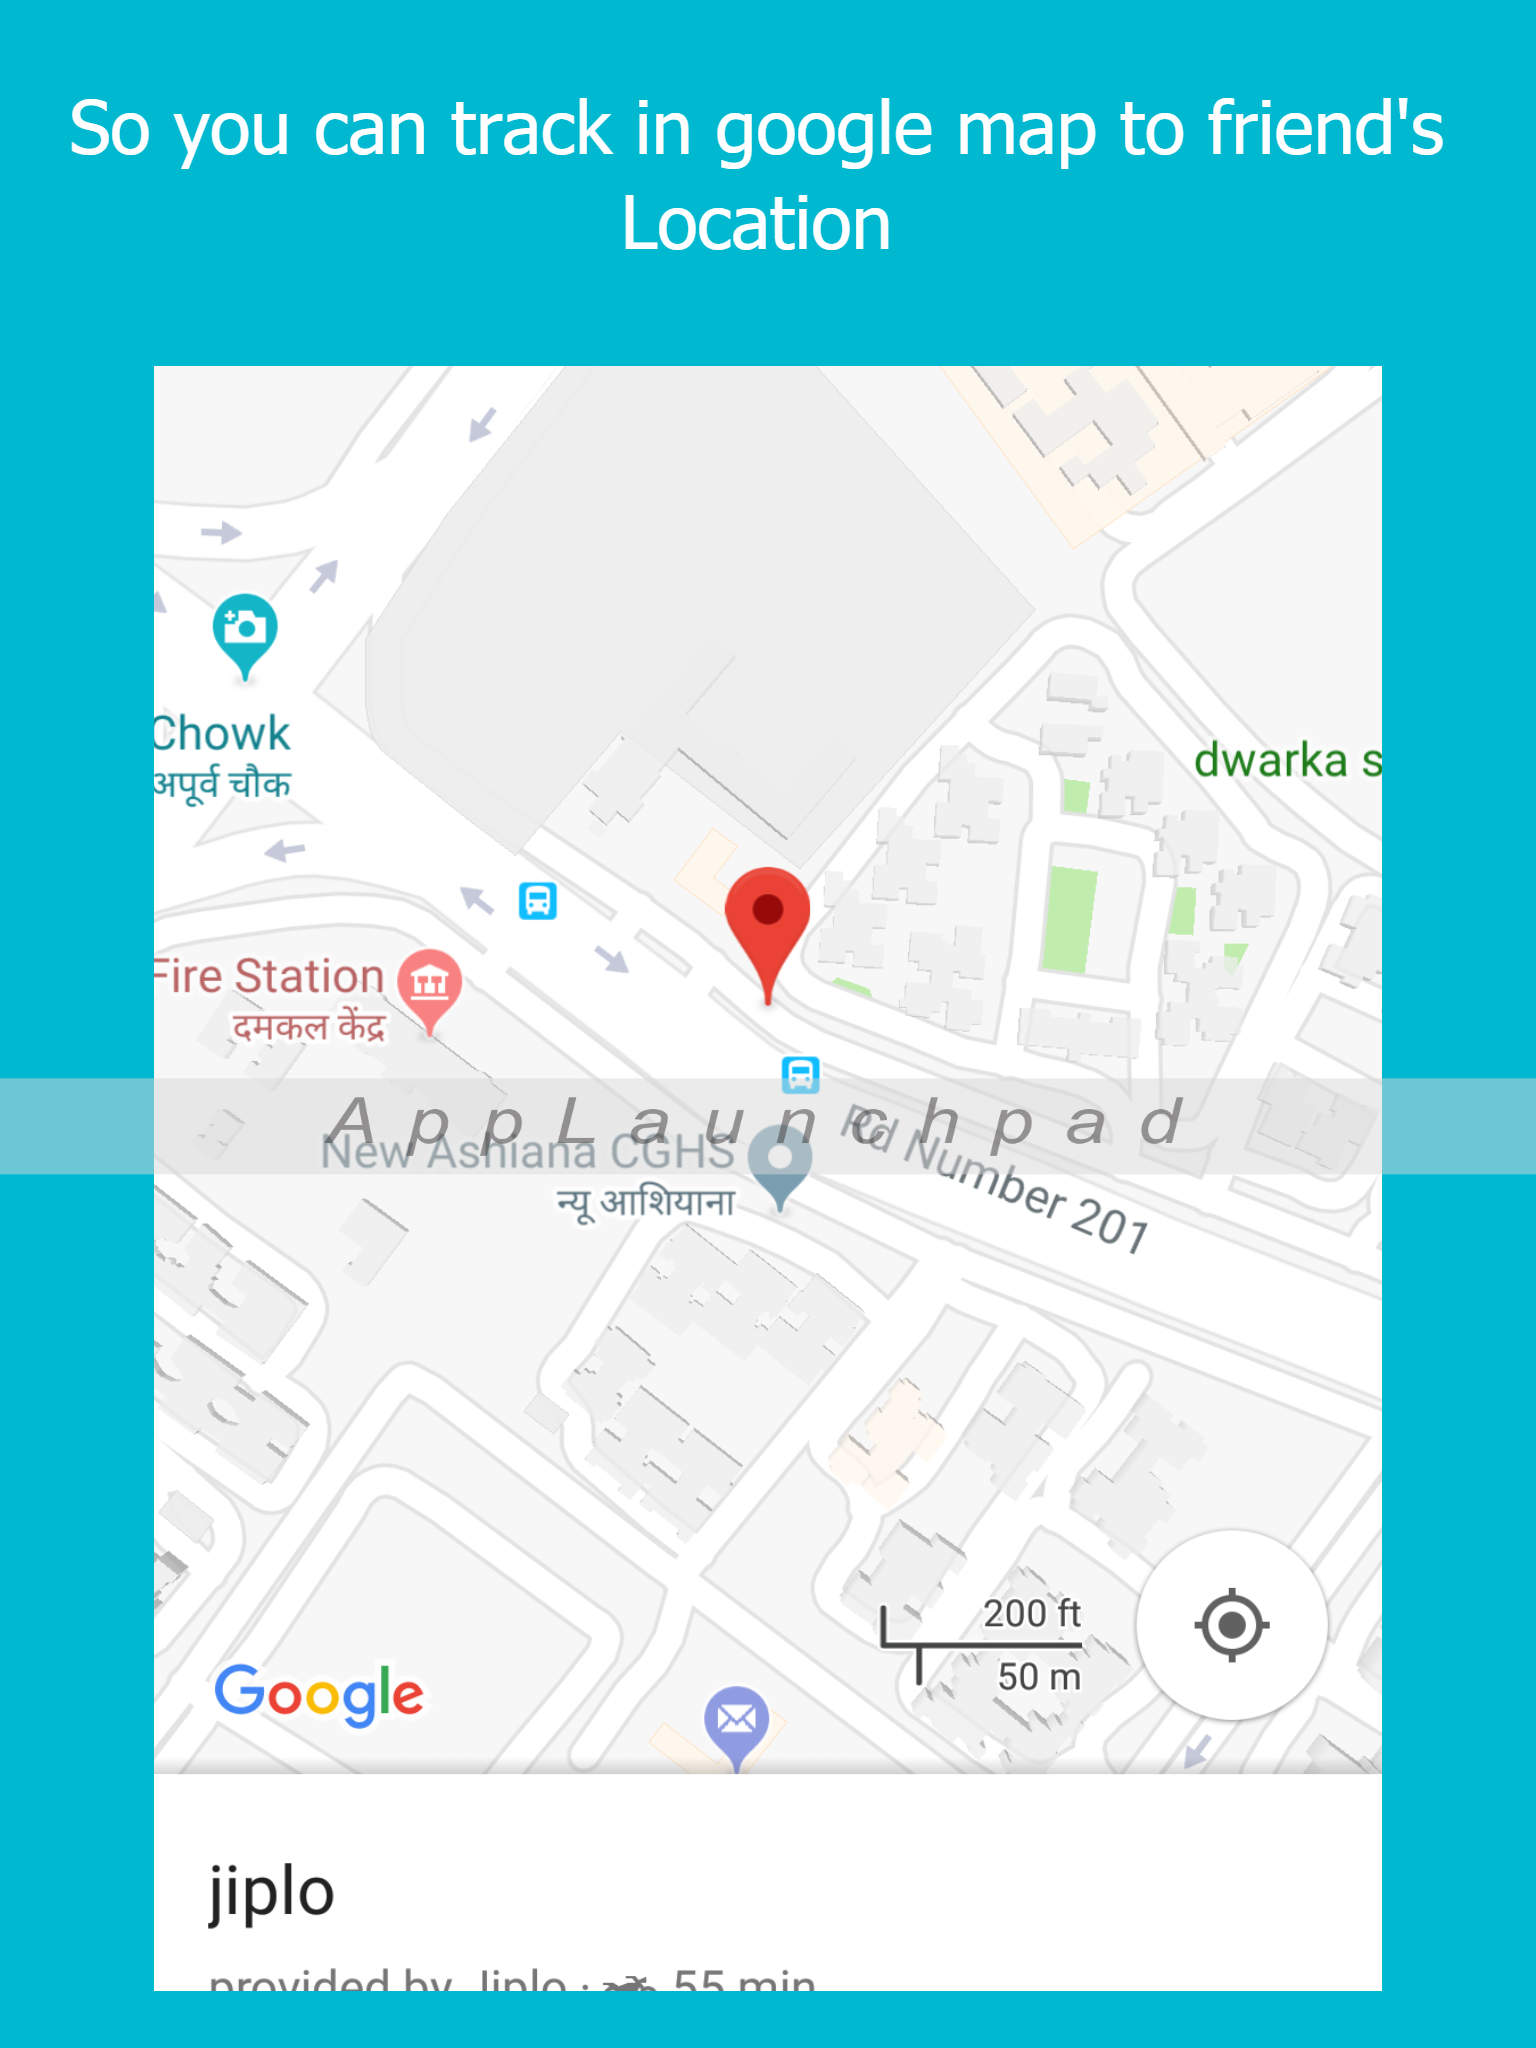 So you can track in google map to friend's
Location
Chowk
अपूर्व चौक
dwarka s
Fire Station
दमकल केंद्र
AppLaunchpad
New Ashiana CGHS
न्यू आशियाना
Rd Number 201
200 ft
50 m
Google
jiplo
provided by Jiplo · 55 min